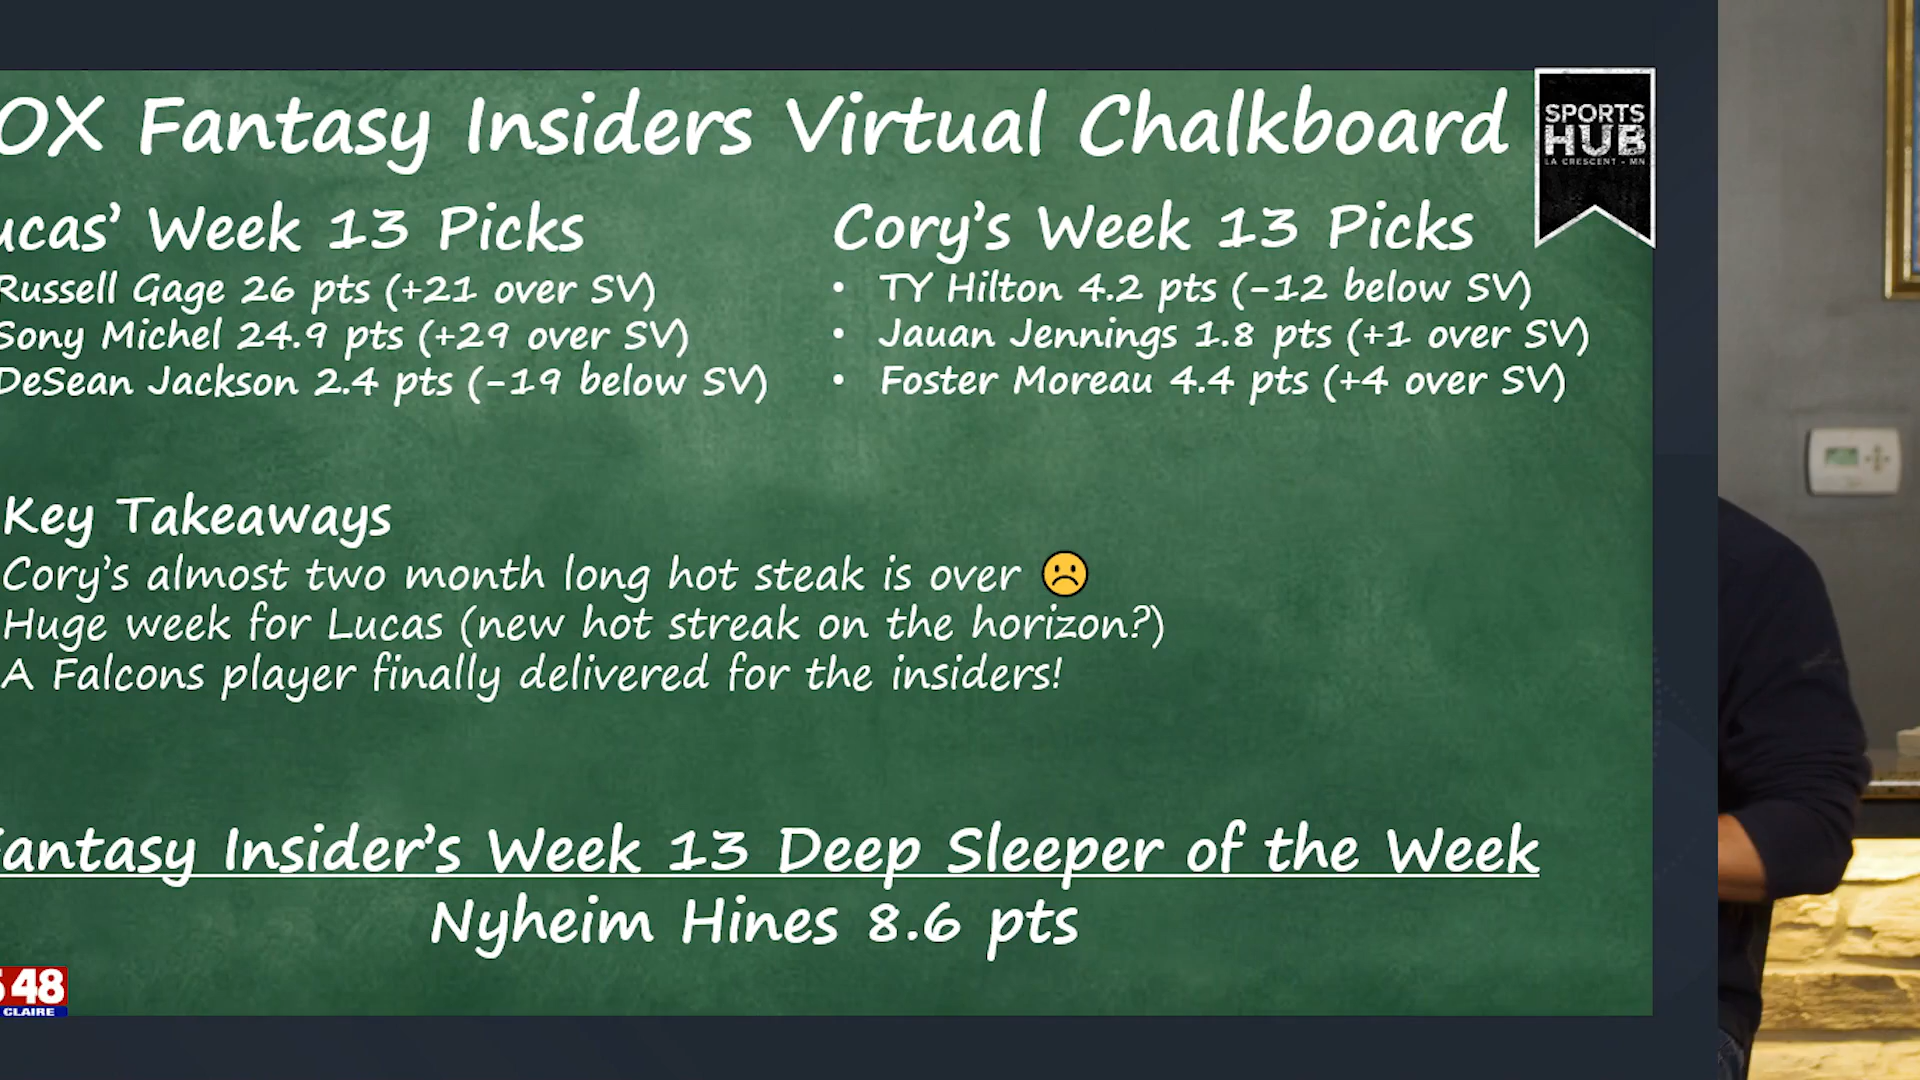 OX Fantasy Insiders Virtual Chalkboard
SPORTS
HUB
LA CRESCENT - MN
ucas' Week 13 Picks
Russell Gage 26 pts (+21 over SV)
Sony Michel 24.9 pts (+29 over SV)
DeSean Jackson 2.4 pts (-19 below SV)
Cory's Week 13 Picks
• TY Hilton 4.2 pts (-12 below SV)
• Jauan Jennings 1.8 pts (+1 over SV)
• Foster Moreau 4.4 pts (+4 over SV)
Key Takeaways
Cory's almost two month long hot steak is over ☹
Huge week for Lucas (new hot streak on the horizon?)
A Falcons player finally delivered for the insiders!
antasy Insider's Week 13 Deep Sleeper of the Week
Nyheim Hines 8.6 pts
48
CLAIRE